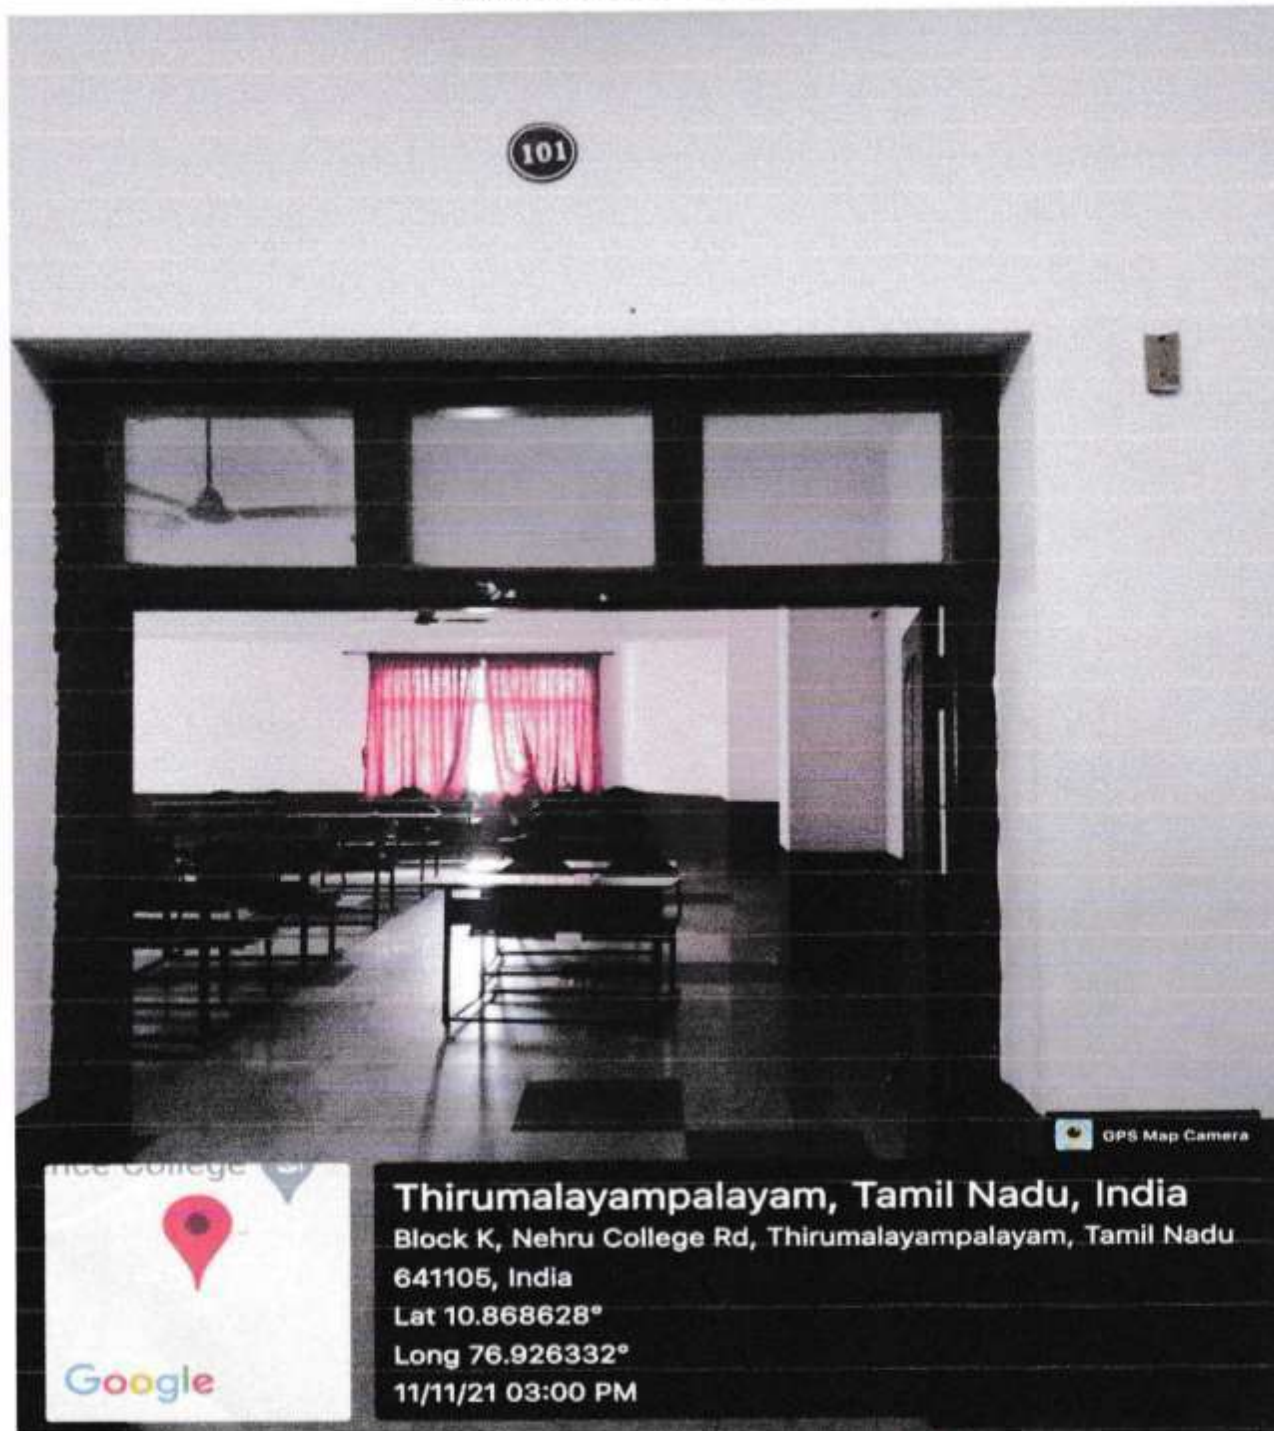 101
GPS Map Camera
College
Thirumalayampalayam, Tamil Nadu, India
Block K, Nehru College Rd, Thirumalayampalayam, Tamil Nadu
641105, India
Lat 10.868628°
Long 76.926332°
11/11/21 03:00 PM
Google